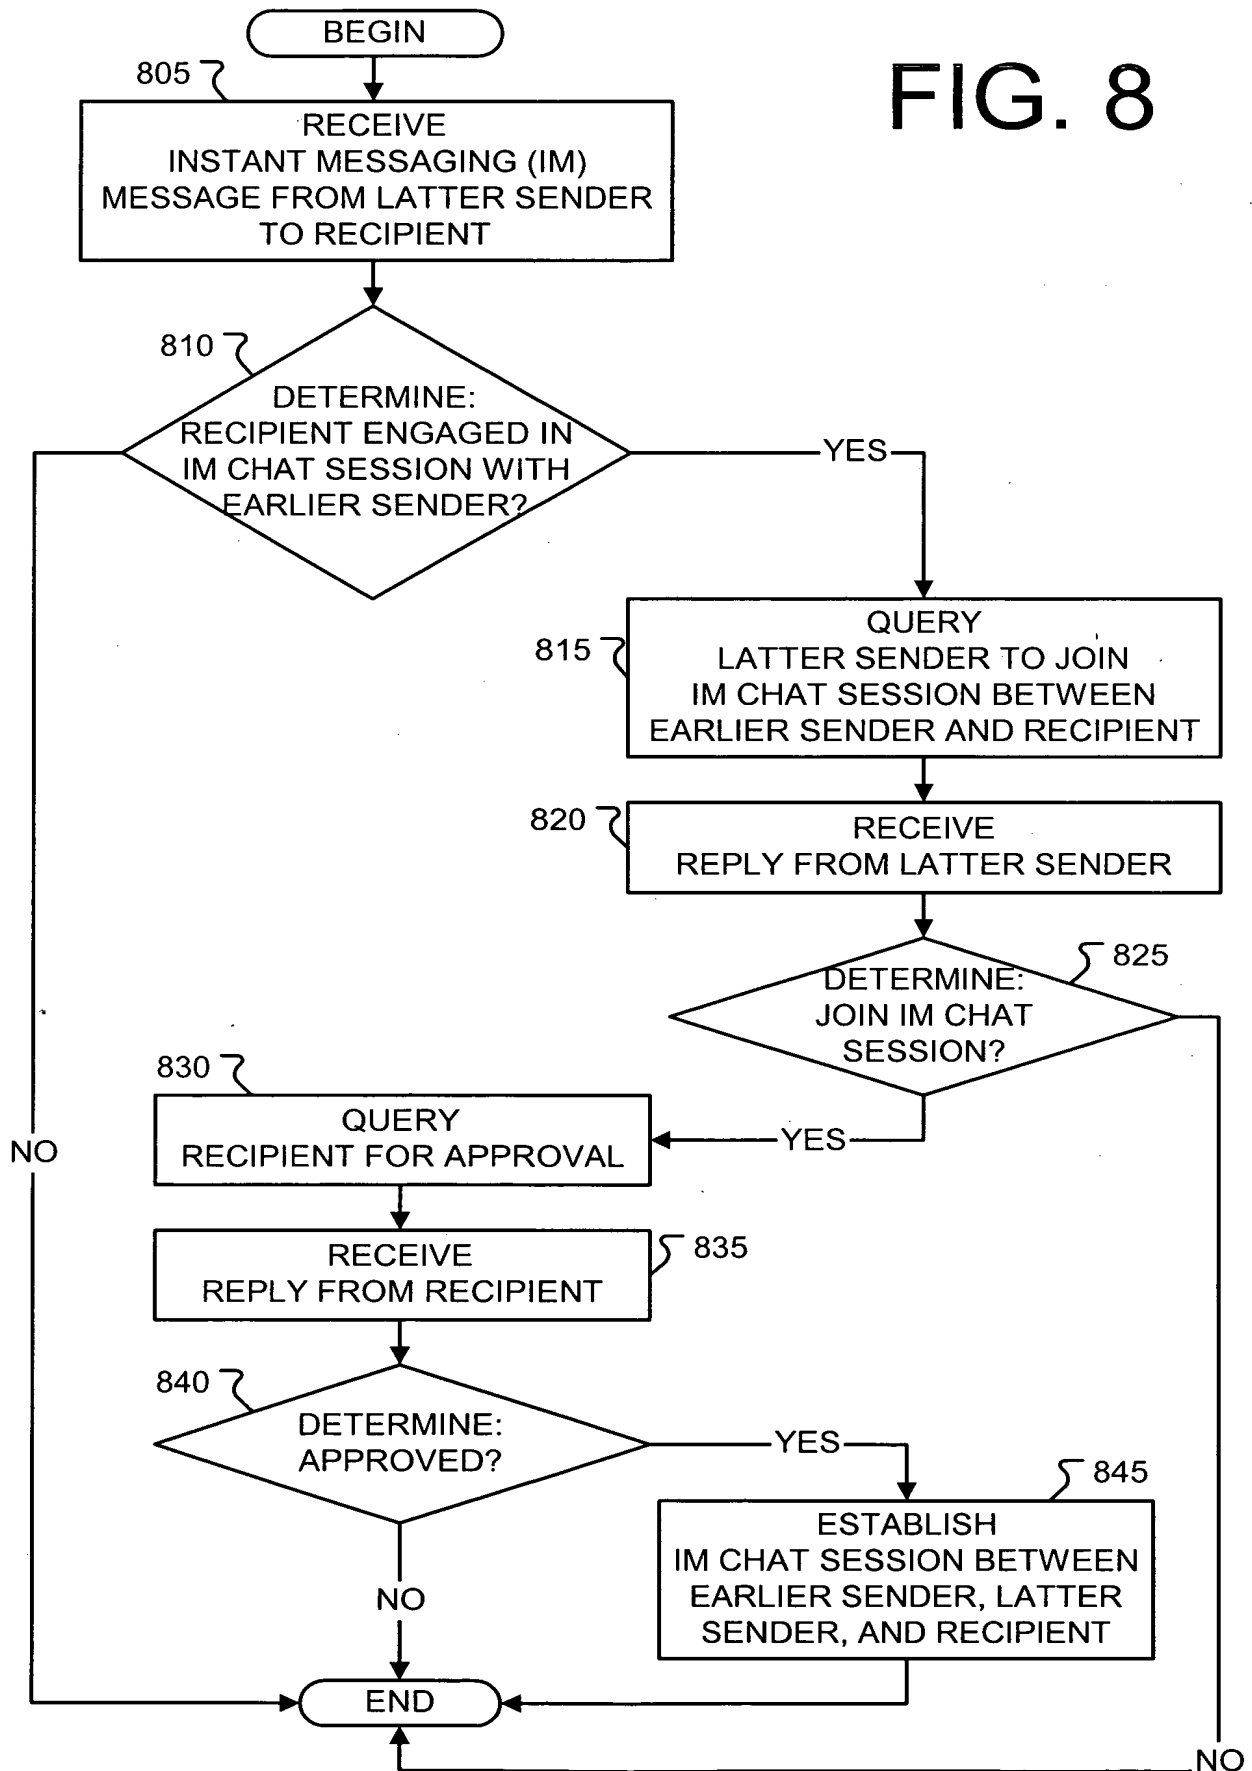 BEGIN
FIG. 8
805
RECEIVE
INSTANT MESSAGING (IM)
MESSAGE FROM LATTER SENDER
TO RECIPIENT
810
DETERMINE:
RECIPIENT ENGAGED IN
IM CHAT SESSION WITH
EARLIER SENDER?
YES
815
QUERY
LATTER SENDER TO JOIN
IM CHAT SESSION BETWEEN
EARLIER SENDER AND RECIPIENT
820
RECEIVE
REPLY FROM LATTER SENDER
825
DETERMINE:
JOIN IM CHAT
SESSION?
YES
NO
830
QUERY
RECIPIENT FOR APPROVAL
835
RECEIVE
REPLY FROM RECIPIENT
840
DETERMINE:
APPROVED?
YES
845
ESTABLISH
IM CHAT SESSION BETWEEN
EARLIER SENDER, LATTER
SENDER, AND RECIPIENT
NO
END
NO